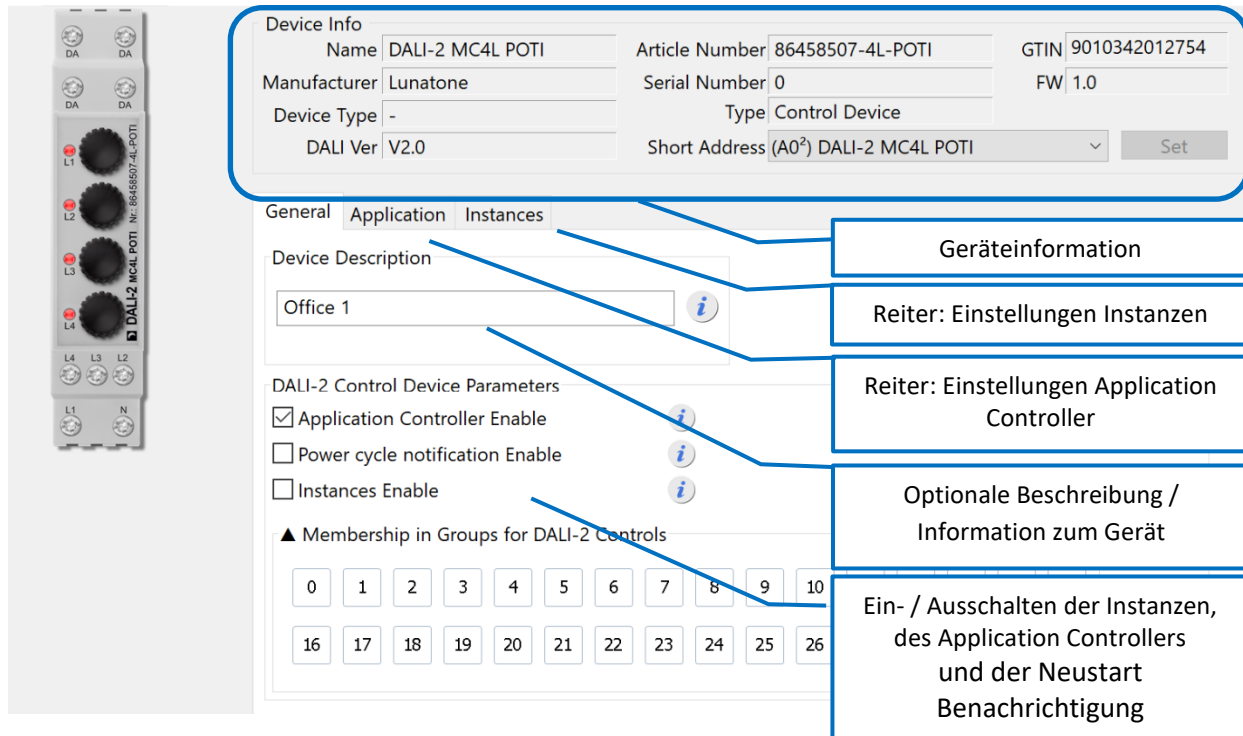 DA DA
DA DA
L1
L2
L3
L4
DALI-2 MC4L POTI Nr.: 86458507-4L-POTI
L4 L3 L2
L1 N
Device Info
Name DALI-2 MC4L POTI Article Number 86458507-4L-POTI GTIN 9010342012754
Manufacturer Lunatone Serial Number 0 FW 1.0
Device Type - Type Control Device
DALI Ver V2.0 Short Address (A0²) DALI-2 MC4L POTI Set
General Application Instances
Device Description
Office 1 i
DALI-2 Control Device Parameters
Application Controller Enable i
Power cycle notification Enable i
Instances Enable i
▲ Membership in Groups for DALI-2 Controls
0 1 2 3 4 5 6 7 8 9 10
16 17 18 19 20 21 22 23 24 25 26
Geräteinformation
Reiter: Einstellungen Instanzen
Reiter: Einstellungen Application
Controller
Optionale Beschreibung /
Information zum Gerät
Ein- / Ausschalten der Instanzen,
des Application Controllers
und der Neustart
Benachrichtigung